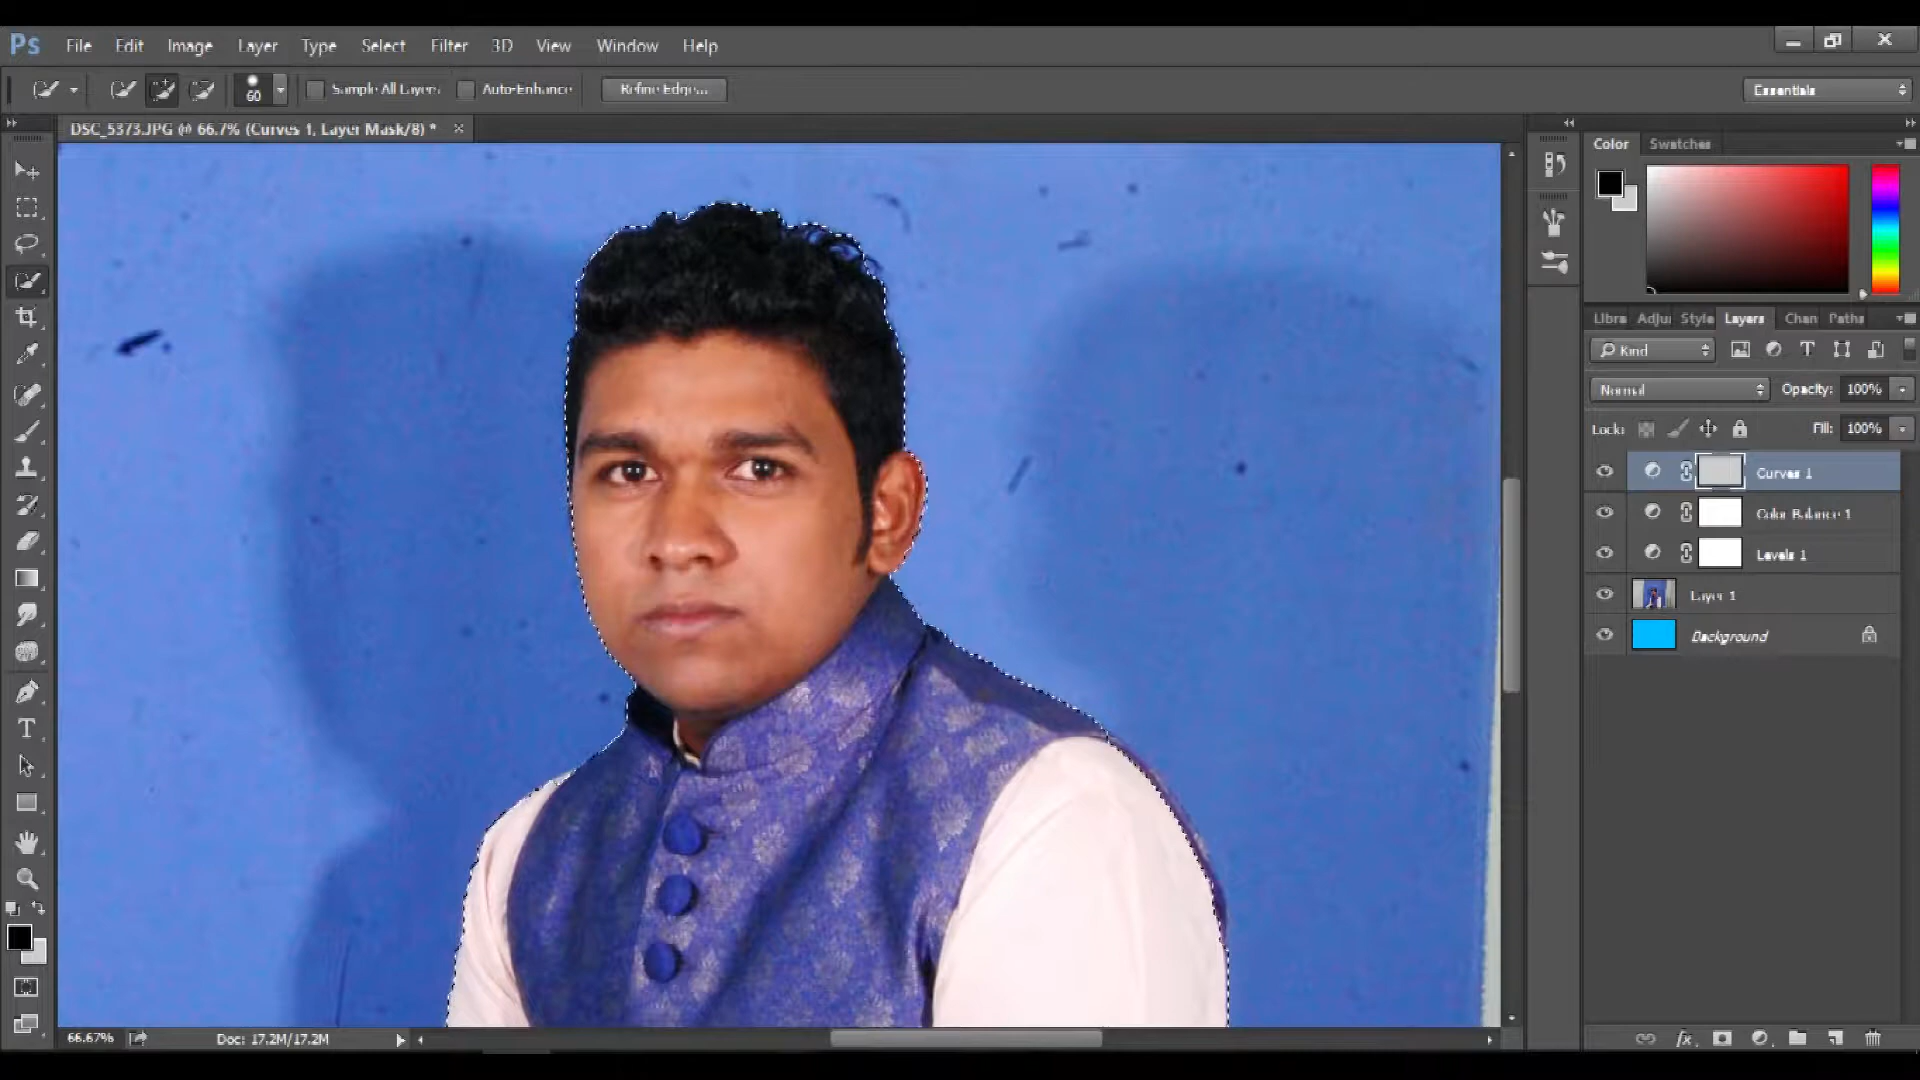 Ps File Edit Image Layer Type Select Filter 3D View Window Help
60 Sample All Layers Auto-Enhance Refine Edge... Essentials
DSC_5373.JPG @ 66.7% (Curves 1, Layer Mask/8) * ×
Color Swatches
Libra Adjus Style Layers Chan Paths
Kind
Normal Opacity: 100%
Lock: Fill: 100%
Curves 1
Color Balance 1
Levels 1
Layer 1
Background
66.67% Doc: 17.2M/17.2M